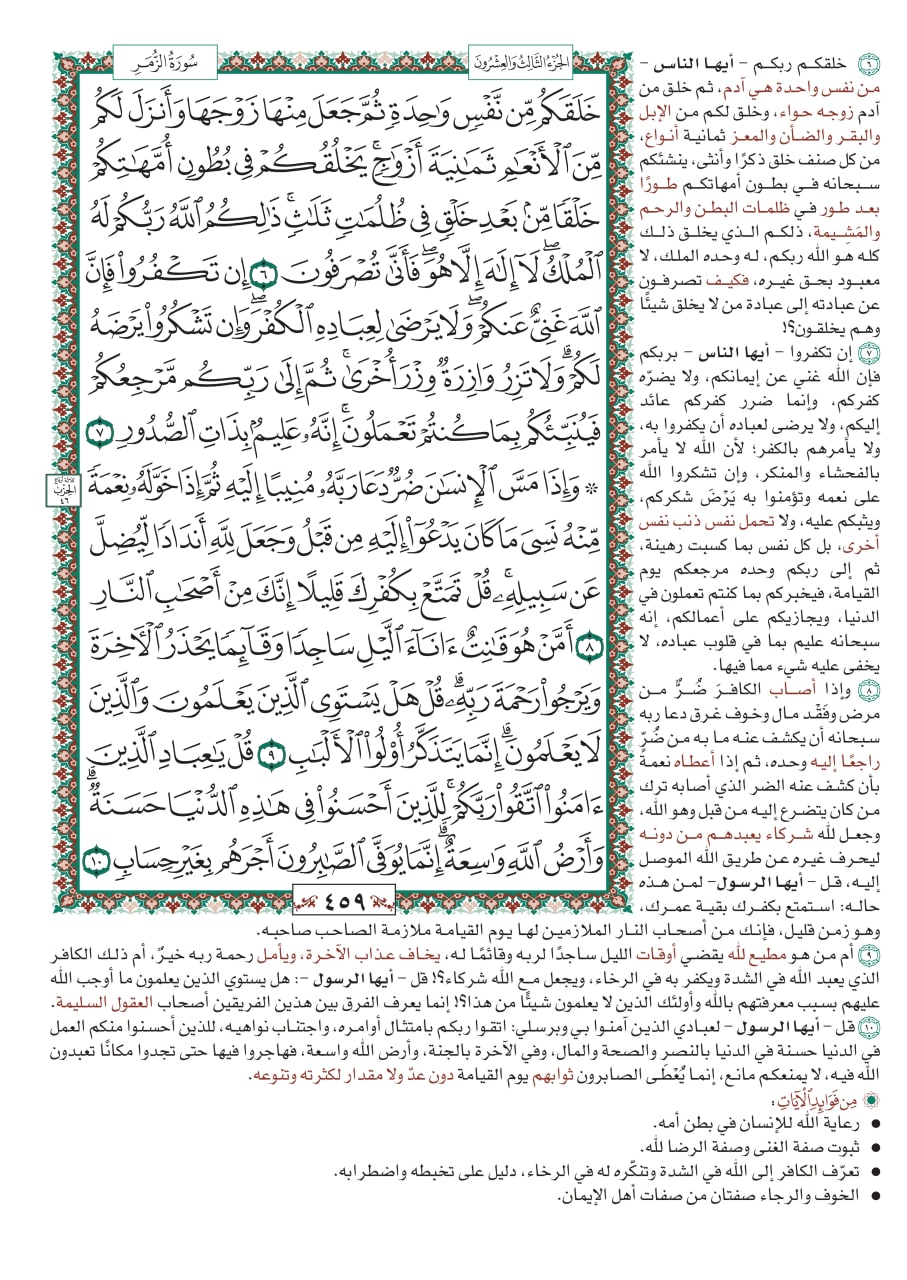 سُورَةُ الزُّمَرِ
الجُزْءُ الثَّالِثُ وَالعِشْرُونَ
خَلَقَكُم مِّن نَّفْسٍ وَٰحِدَةٍ ثُمَّ جَعَلَ مِنْهَا زَوْجَهَا وَأَنزَلَ لَكُم
مِّنَ ٱلْأَنْعَٰمِ ثَمَٰنِيَةَ أَزْوَٰجٍۚ يَخْلُقُكُمْ فِى بُطُونِ أُمَّهَٰتِكُمْ
خَلْقًا مِّنۢ بَعْدِ خَلْقٍ فِى ظُلُمَٰتٍ ثَلَٰثٍۚ ذَٰلِكُمُ ٱللَّهُ رَبُّكُمْ لَهُ
ٱلْمُلْكُۖ لَآ إِلَٰهَ إِلَّا هُوَۖ فَأَنَّىٰ تُصْرَفُونَ ٦ إِن تَكْفُرُوا۟ فَإِنَّ
ٱللَّهَ غَنِىٌّ عَنكُمْۖ وَلَا يَرْضَىٰ لِعِبَادِهِ ٱلْكُفْرَۖ وَإِن تَشْكُرُوا۟ يَرْضَهُ
لَكُمْۗ وَلَا تَزِرُ وَازِرَةٌ وِزْرَ أُخْرَىٰۚ ثُمَّ إِلَىٰ رَبِّكُم مَّرْجِعُكُمْ
فَيُنَبِّئُكُم بِمَا كُنتُمْ تَعْمَلُونَۚ إِنَّهُۥ عَلِيمٌۢ بِذَاتِ ٱلصُّدُورِ ٧
۞ وَإِذَا مَسَّ ٱلْإِنسَٰنَ ضُرٌّ دَعَا رَبَّهُۥ مُنِيبًا إِلَيْهِ ثُمَّ إِذَا خَوَّلَهُۥ نِعْمَةً
مِّنْهُ نَسِىَ مَا كَانَ يَدْعُوٓا۟ إِلَيْهِ مِن قَبْلُ وَجَعَلَ لِلَّهِ أَندَادًا لِّيُضِلَّ
عَن سَبِيلِهِۦۚ قُلْ تَمَتَّعْ بِكُفْرِكَ قَلِيلًا إِنَّكَ مِنْ أَصْحَٰبِ ٱلنَّارِ
٨ أَمَّنْ هُوَ قَٰنِتٌ ءَانَآءَ ٱلَّيْلِ سَاجِدًا وَقَآئِمًا يَحْذَرُ ٱلْءَاخِرَةَ
وَيَرْجُوا۟ رَحْمَةَ رَبِّهِۦۗ قُلْ هَلْ يَسْتَوِى ٱلَّذِينَ يَعْلَمُونَ وَٱلَّذِينَ
لَا يَعْلَمُونَۗ إِنَّمَا يَتَذَكَّرُ أُو۟لُوا۟ ٱلْأَلْبَٰبِ ٩ قُلْ يَٰعِبَادِ ٱلَّذِينَ
ءَامَنُوا۟ ٱتَّقُوا۟ رَبَّكُمْۚ لِلَّذِينَ أَحْسَنُوا۟ فِى هَٰذِهِ ٱلدُّنْيَا حَسَنَةٌۗ
وَأَرْضُ ٱللَّهِ وَٰسِعَةٌۗ إِنَّمَا يُوَفَّى ٱلصَّٰبِرُونَ أَجْرَهُم بِغَيْرِ حِسَابٍ ١٠
٤٥٩
الحزب
٤٦
٦ خلقكم ربكم – أيها الناس –
من نفس واحدة هي آدم، ثم خلق من
آدم زوجه حواء، وخلق لكم من الإبل
والبقر والضأن والمعز ثمانية أنواع،
من كل صنف خلق ذكرًا وأنثى، ينشئكم
سبحانه في بطون أمهاتكم طورًا
بعد طور في ظلمات البطن والرحم
والمَشِيمة، ذلكم الذي يخلق ذلك
كله هو الله ربكم، له وحده الملك، لا
معبود بحق غيره، فكيف تصرفون
عن عبادته إلى عبادة من لا يخلق شيئًا
وهم يخلقون؟!
٧ إن تكفروا – أيها الناس – بربكم
فإن الله غني عن إيمانكم، ولا يضرّه
كفركم، وإنما ضرر كفركم عائد
إليكم، ولا يرضى لعباده أن يكفروا به،
ولا يأمرهم بالكفر؛ لأن الله لا يأمر
بالفحشاء والمنكر، وإن تشكروا الله
على نعمه وتؤمنوا به يَرْضَ شكركم،
ويثبكم عليه، ولا تحمل نفس ذنب نفس
أخرى، بل كل نفس بما كسبت رهينة،
ثم إلى ربكم وحده مرجعكم يوم
القيامة، فيخبركم بما كنتم تعملون في
الدنيا، ويجازيكم على أعمالكم، إنه
سبحانه عليم بما في قلوب عباده، لا
يخفى عليه شيء مما فيها.
٨ وإذا أصاب الكافرَ ضُرٌّ من
مرض وفَقْد مال وخوف غرق دعا ربه
سبحانه أن يكشف عنه ما به من ضُرّ
راجعًا إليه وحده، ثم إذا أعطاه نعمة
بأن كشف عنه الضر الذي أصابه ترك
من كان يتضرع إليه من قبل وهو الله،
وجعل لله شركاء يعبدهم من دونه
ليحرف غيره عن طريق الله الموصل
إليه، قل – أيها الرسول– لمن هذه
حاله: استمتع بكفرك بقية عمرك،
وهو زمن قليل، فإنك من أصحاب النار الملازمين لها يوم القيامة ملازمة الصاحب صاحبه.
٩ أم من هو مطيع لله يقضي أوقات الليل ساجدًا لربه وقائمًا له، يخاف عذاب الآخرة، ويأمل رحمة ربه خيرٌ، أم ذلك الكافر
الذي يعبد الله في الشدة ويكفر به في الرخاء، ويجعل مع الله شركاء؟! قل – أيها الرسول –: هل يستوي الذين يعلمون ما أوجب الله
عليهم بسبب معرفتهم بالله وأولئك الذين لا يعلمون شيئًا من هذا؟! إنما يعرف الفرق بين هذين الفريقين أصحاب العقول السليمة.
١٠ قل – أيها الرسول – لعبادي الذين آمنوا بي وبرسلي: اتقوا ربكم بامتثال أوامره، واجتناب نواهيه، للذين أحسنوا منكم العمل
في الدنيا حسنة في الدنيا بالنصر والصحة والمال، وفي الآخرة بالجنة، وأرض الله واسعة، فهاجروا فيها حتى تجدوا مكانًا تعبدون
الله فيه، لا يمنعكم مانع، إنما يُعْطَى الصابرون ثوابهم يوم القيامة دون عدّ ولا مقدار لكثرته وتنوعه.
مِن فَوَائِدِ الْآيَاتِ:
• رعاية الله للإنسان في بطن أمه.
• ثبوت صفة الغنى وصفة الرضا لله.
• تعرّف الكافر إلى الله في الشدة وتنكّره له في الرخاء، دليل على تخبطه واضطرابه.
• الخوف والرجاء صفتان من صفات أهل الإيمان.